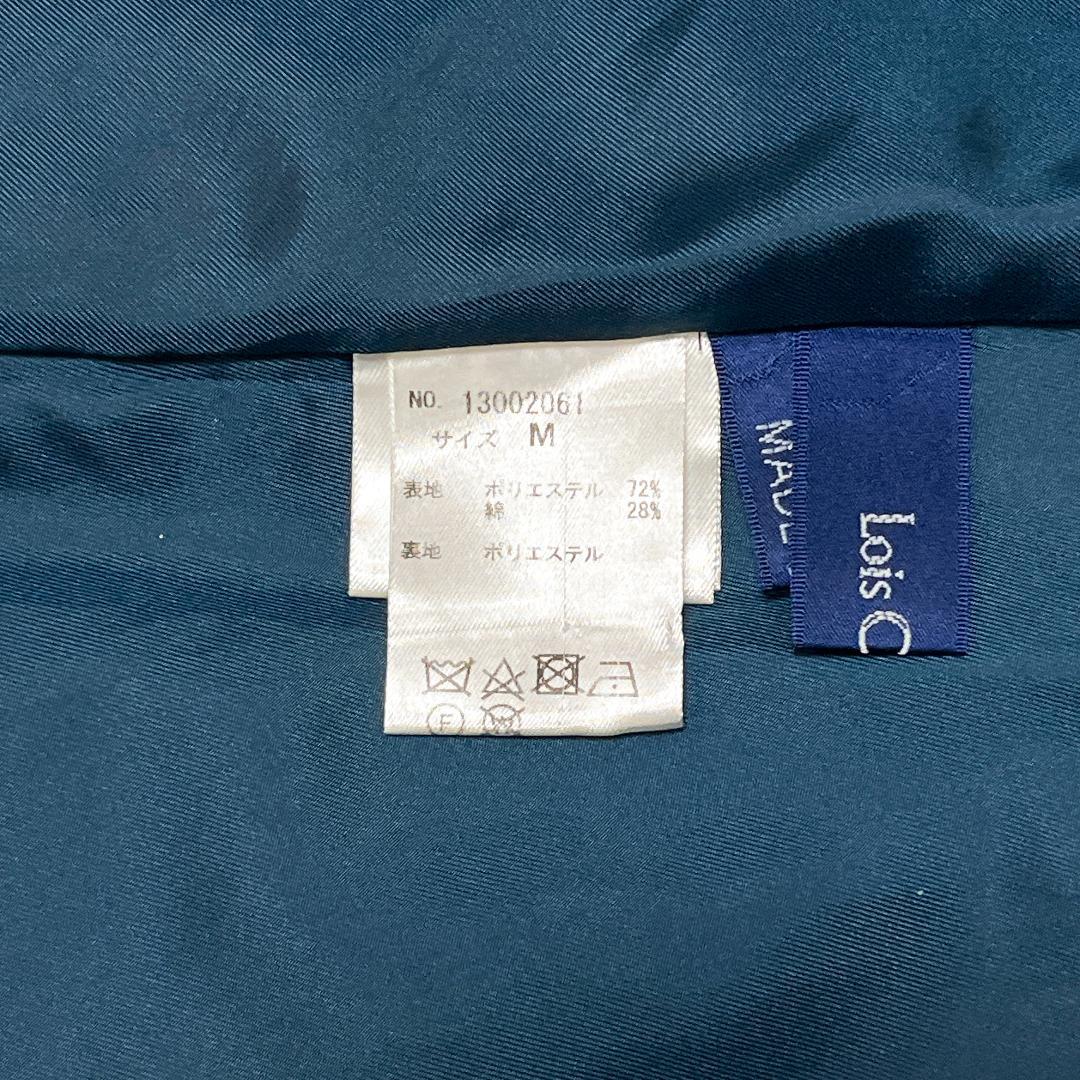 NO. 13002061
サイズ M
表地 ポリエステル 72%
綿 28%
裏地 ポリエステル
F
W
MADE
Lois C